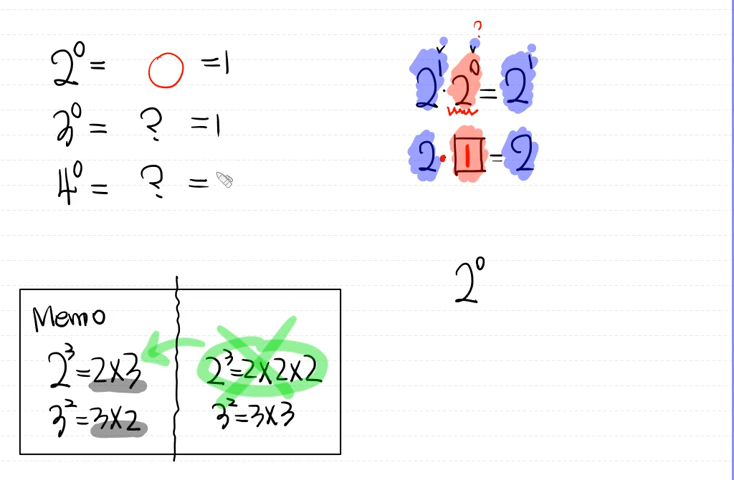 2⁰ = ◯ = 1
3⁰ = ? = 1
4⁰ = ? =
?
2¹ · 2⁰ = 2¹
2 · 1 = 2
2⁰
Memo
2³ = 2×3
3² = 3×2
2³ = 2×2×2
3² = 3×3